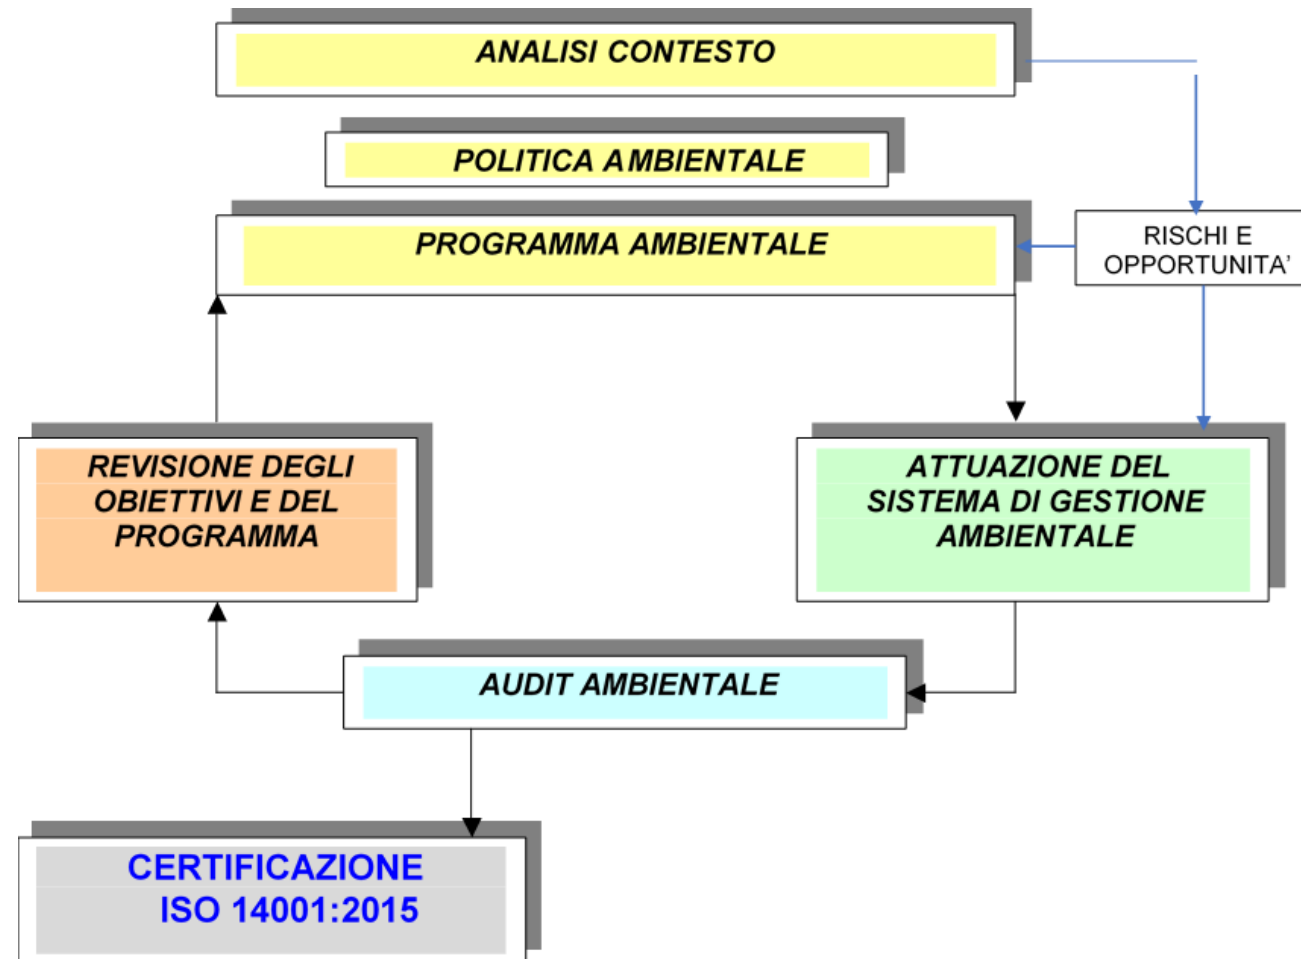 ANALISI CONTESTO
POLITICA AMBIENTALE
PROGRAMMA AMBIENTALE
RISCHI E
OPPORTUNITA’
REVISIONE DEGLI
OBIETTIVI E DEL
PROGRAMMA
ATTUAZIONE DEL
SISTEMA DI GESTIONE
AMBIENTALE
AUDIT AMBIENTALE
CERTIFICAZIONE
ISO 14001:2015